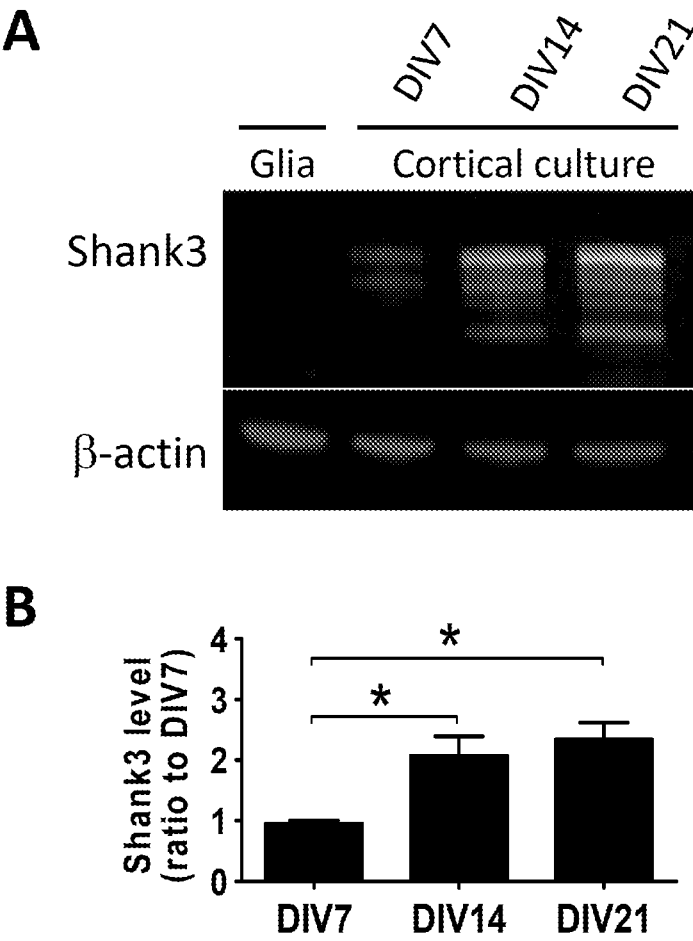 A
DIV7 DIV14 DIV21
Glia Cortical culture
Shank3
β-actin
B
Shank3 level
(ratio to DIV7)
4
3
2
1
0
*
*
DIV7 DIV14 DIV21